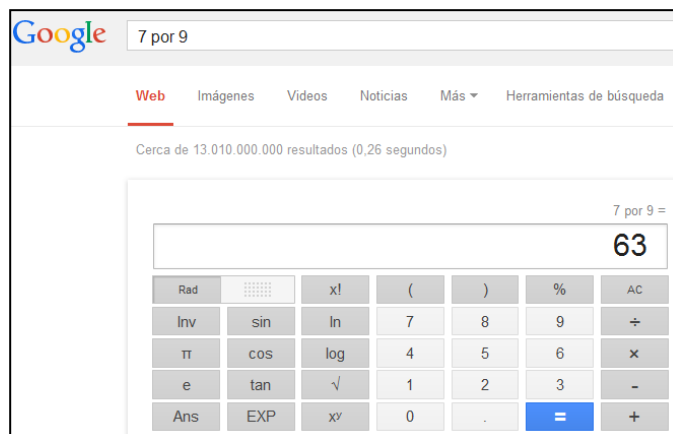 Google 7 por 9
Web Imágenes Videos Noticias Más Herramientas de búsqueda
Cerca de 13.010.000.000 resultados (0,26 segundos)
7 por 9 =
63
Rad x! ( ) % AC
Inv sin ln 7 8 9 ÷
π cos log 4 5 6 ×
e tan √ 1 2 3 -
Ans EXP xʸ 0 . = +